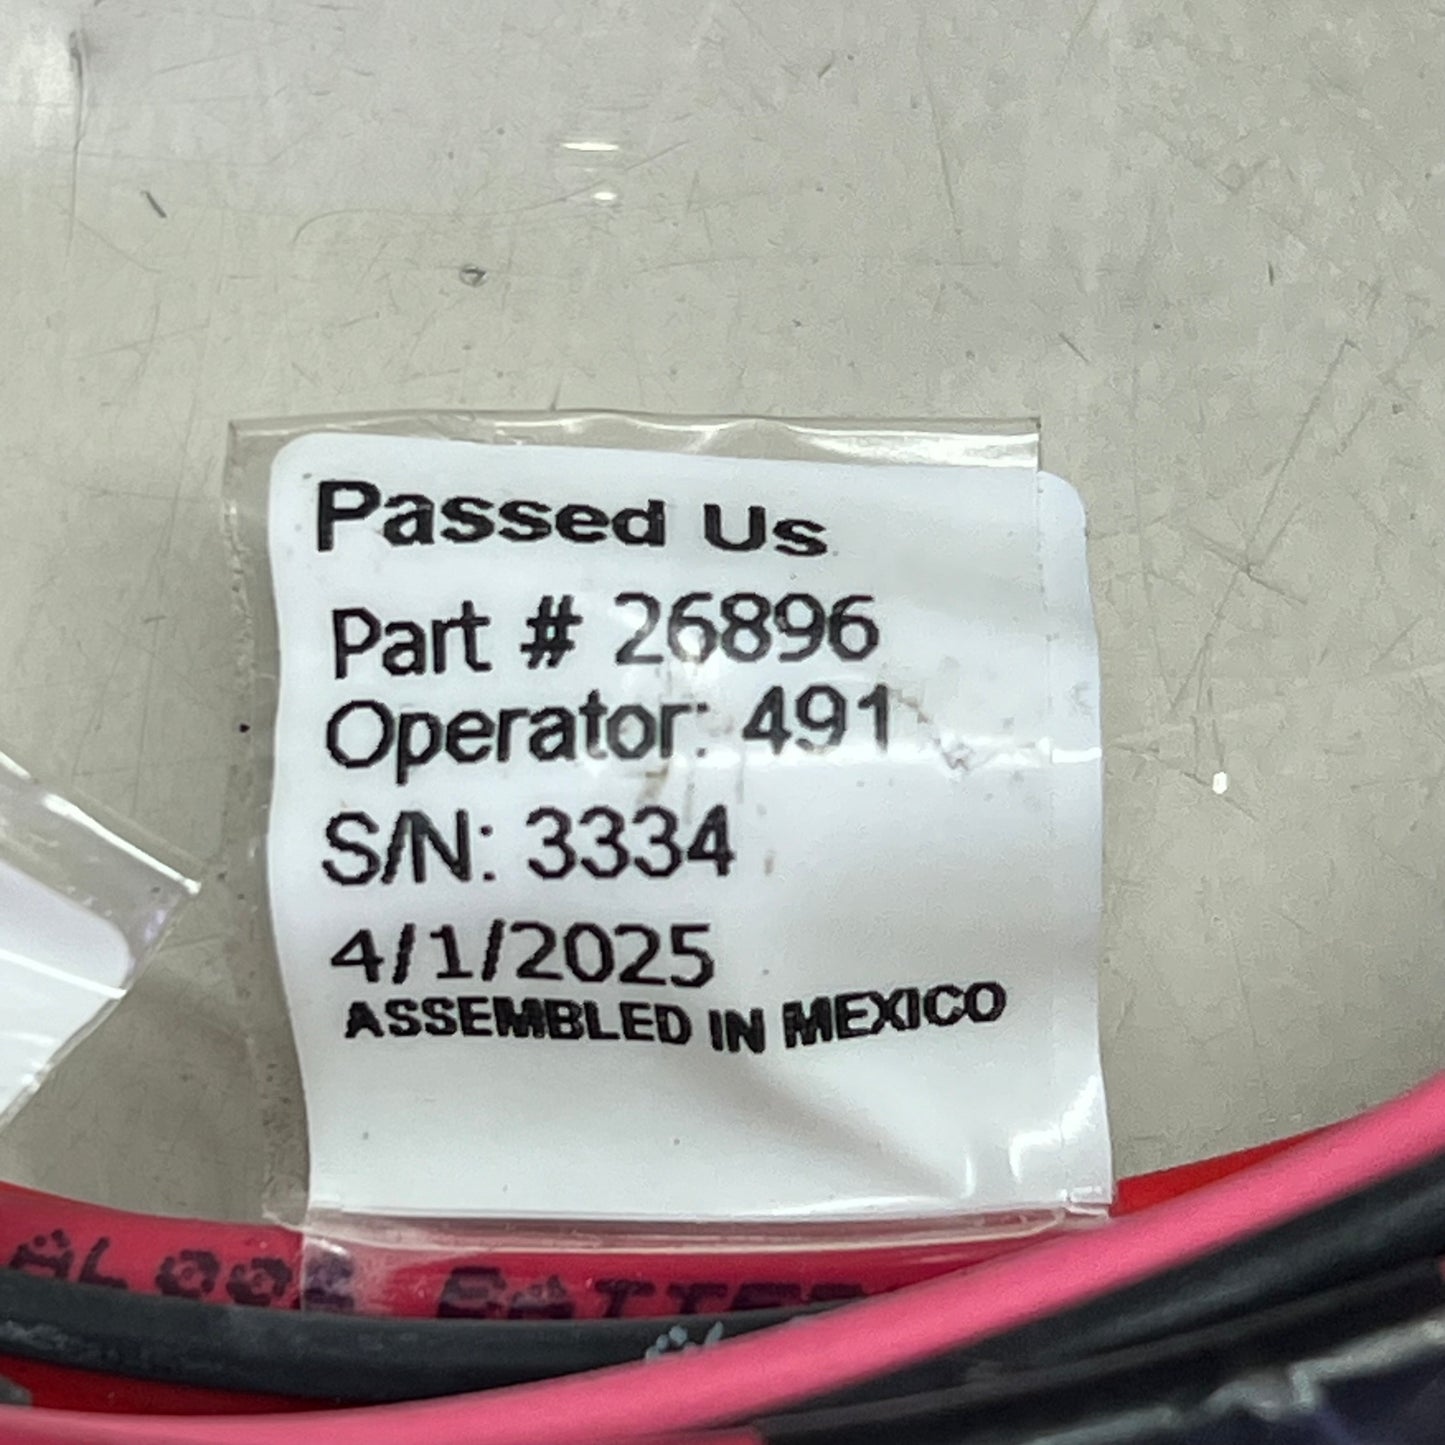 Passed Us
Part # 26896
Operator: 491
S/N: 3334
4/1/2025
ASSEMBLED IN MEXICO